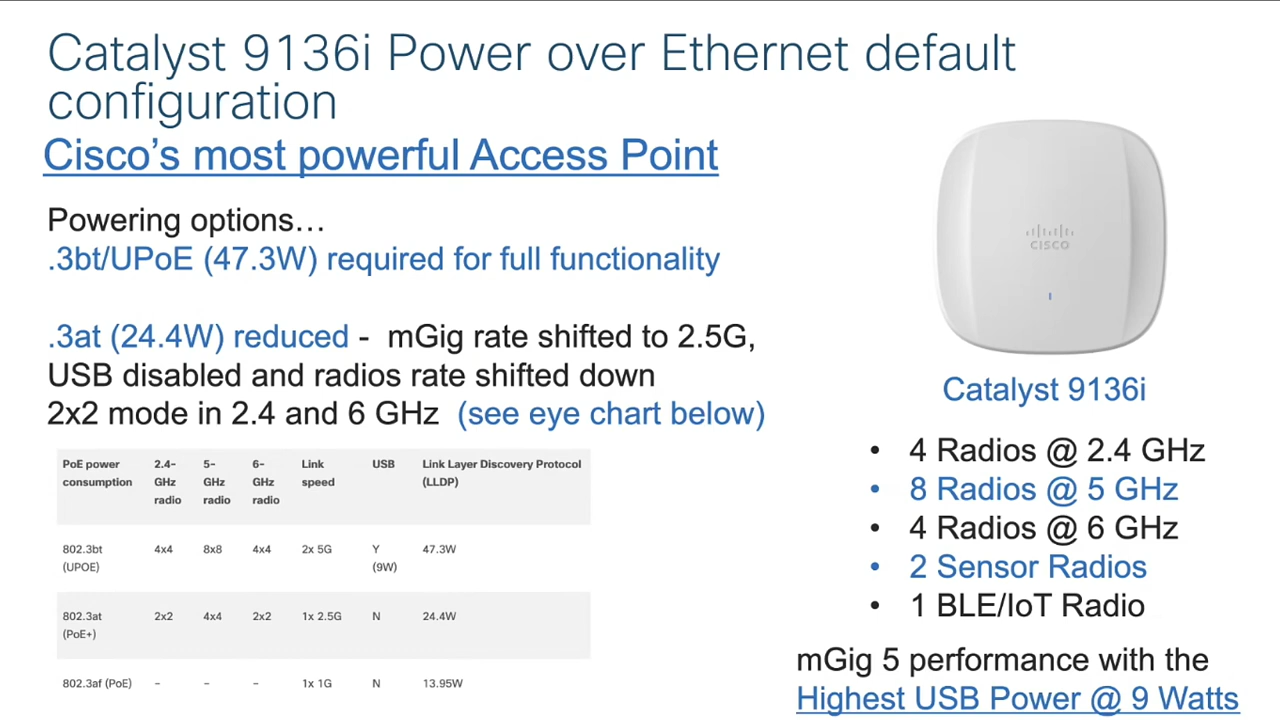 Catalyst 9136i Power over Ethernet default
configuration
Cisco's most powerful Access Point
Powering options…
.3bt/UPoE (47.3W) required for full functionality
.3at (24.4W) reduced - mGig rate shifted to 2.5G,
USB disabled and radios rate shifted down
2x2 mode in 2.4 and 6 GHz (see eye chart below)
PoE power consumption 2.4-GHz radio 5-GHz radio 6-GHz radio Link speed USB Link Layer Discovery Protocol (LLDP)
802.3bt (UPOE) 4x4 8x8 4x4 2x 5G Y (9W) 47.3W
802.3at (PoE+) 2x2 4x4 2x2 1x 2.5G N 24.4W
802.3af (PoE) – – – 1x 1G N 13.95W
CISCO
Catalyst 9136i
• 4 Radios @ 2.4 GHz
• 8 Radios @ 5 GHz
• 4 Radios @ 6 GHz
• 2 Sensor Radios
• 1 BLE/IoT Radio
mGig 5 performance with the
Highest USB Power @ 9 Watts